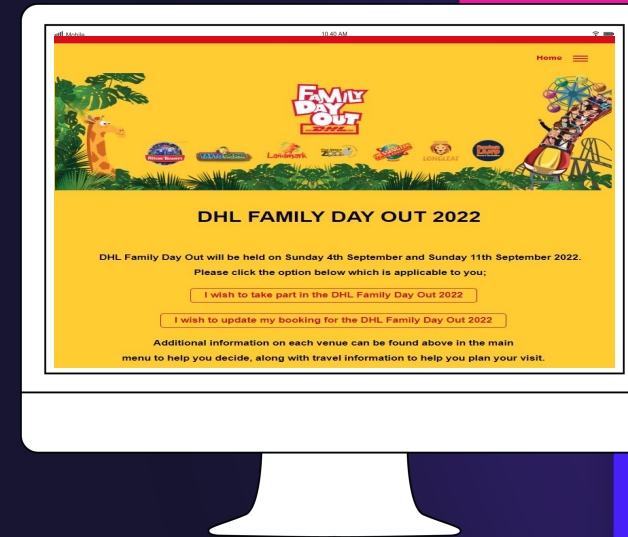 Mobile
10.40 AM
Home
FAMILY
DAY
OUT
DHL
Alton Towers
Landmark
ZOO
LONGLEAT
DHL FAMILY DAY OUT 2022
DHL Family Day Out will be held on Sunday 4th September and Sunday 11th September 2022.
Please click the option below which is applicable to you;
I wish to take part in the DHL Family Day Out 2022
I wish to update my booking for the DHL Family Day Out 2022
Additional information on each venue can be found above in the main
menu to help you decide, along with travel information to help you plan your visit.